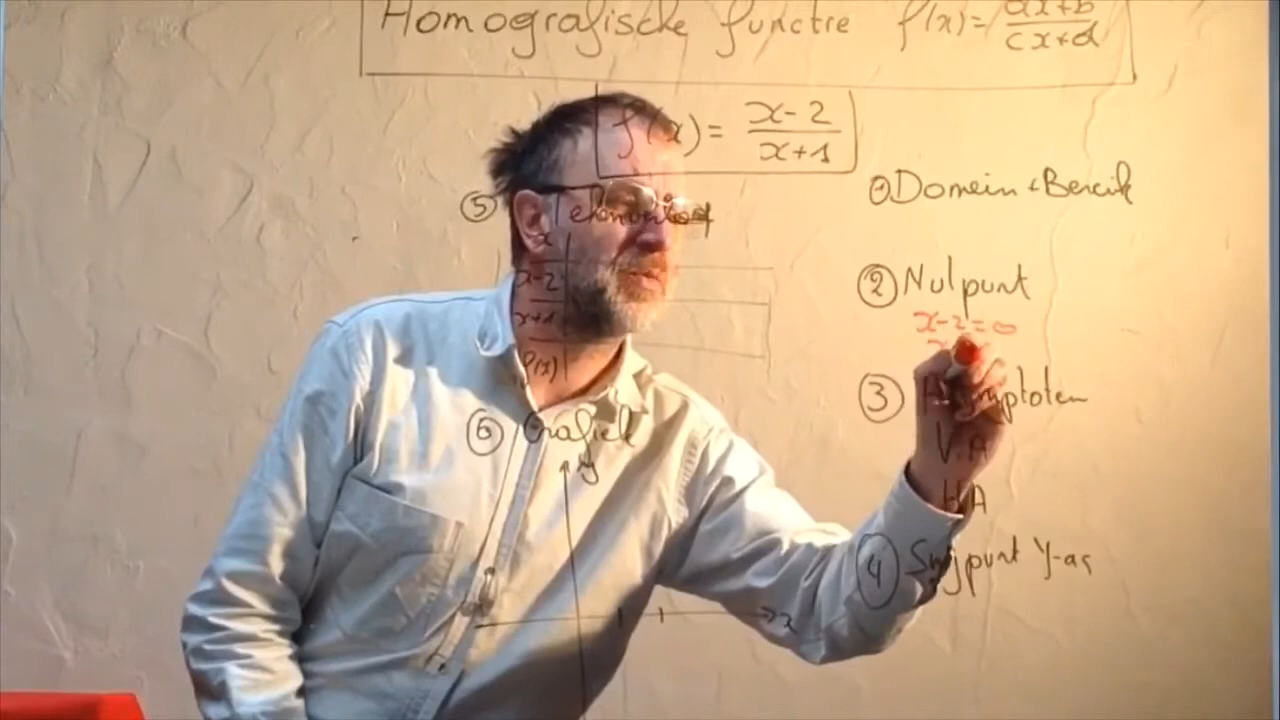 Homografische functie f(x) = ax+b / cx+d
f(x) = x-2 / x+1
① Domein + Bereik
② Nulpunt
x-2=0
③ Asymptoten
V.A
H.A
④ Snijpunt Y-as
⑤
x
x-2
x+1
f(x)
⑥ Grafiek
y
x